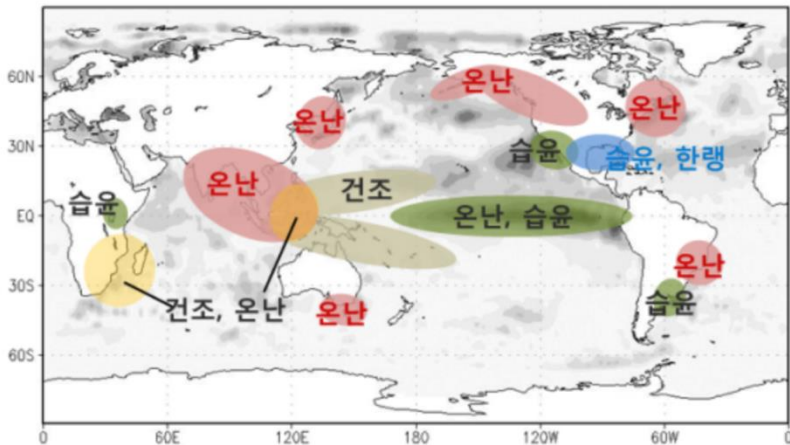 60N
30N
EQ
30S
60S
온난
온난
온난
습윤
습윤, 한랭
온난
건조
습윤
온난, 습윤
온난
건조, 온난
온난
습윤
0
60E
120E
180
120W
60W
0